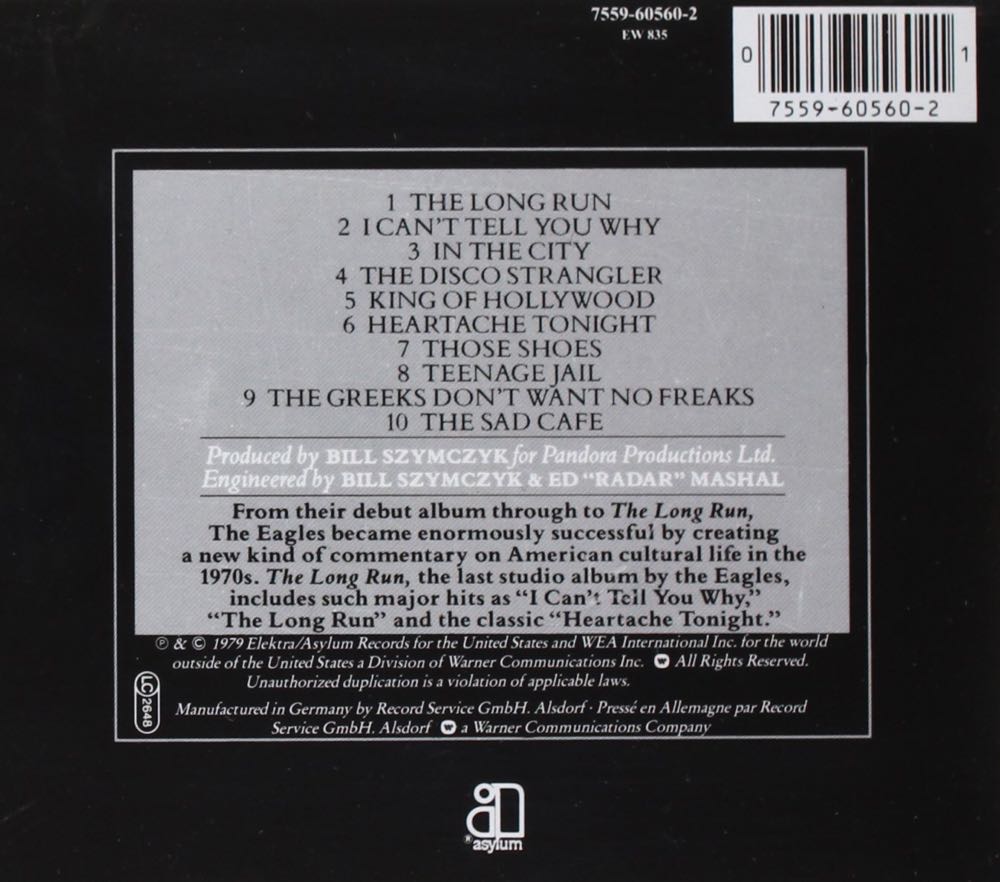 7559-60560-2
EW 835
0 1
7559-60560-2
1 THE LONG RUN
2 I CAN'T TELL YOU WHY
3 IN THE CITY
4 THE DISCO STRANGLER
5 KING OF HOLLYWOOD
6 HEARTACHE TONIGHT
7 THOSE SHOES
8 TEENAGE JAIL
9 THE GREEKS DON'T WANT NO FREAKS
10 THE SAD CAFE
Produced by BILL SZYMCZYK for Pandora Productions Ltd.
Engineered by BILL SZYMCZYK & ED "RADAR" MASHAL
From their debut album through to The Long Run,
The Eagles became enormously successful by creating
a new kind of commentary on American cultural life in the
1970s. The Long Run, the last studio album by the Eagles,
includes such major hits as "I Can't Tell You Why,"
"The Long Run" and the classic "Heartache Tonight."
℗ & © 1979 Elektra/Asylum Records for the United States and WEA International Inc. for the world
outside of the United States a Division of Warner Communications Inc. All Rights Reserved.
Unauthorized duplication is a violation of applicable laws.
LC 2648
Manufactured in Germany by Record Service GmbH. Alsdorf · Pressé en Allemagne par Record
Service GmbH. Alsdorf a Warner Communications Company
® asylum